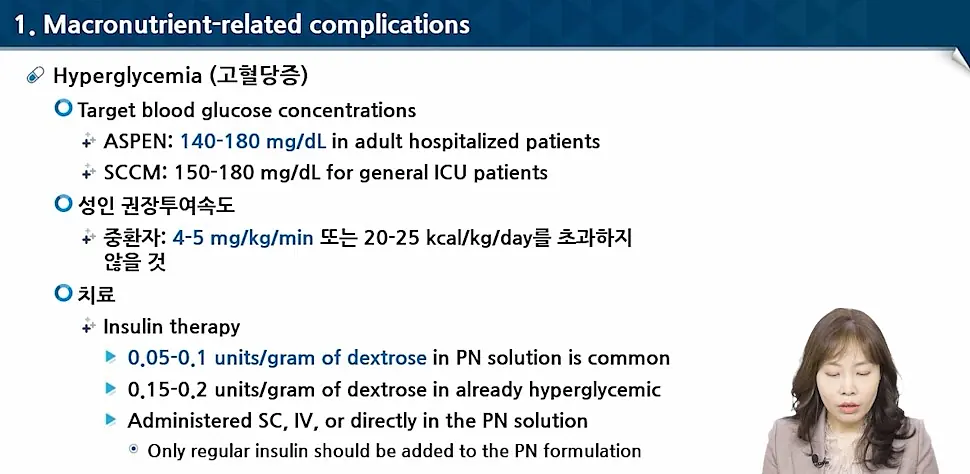 1. Macronutrient-related complications
Hyperglycemia (고혈당증)
Target blood glucose concentrations
ASPEN: 140-180 mg/dL in adult hospitalized patients
SCCM: 150-180 mg/dL for general ICU patients
성인 권장투여속도
중환자: 4-5 mg/kg/min 또는 20-25 kcal/kg/day를 초과하지
않을 것
치료
Insulin therapy
0.05-0.1 units/gram of dextrose in PN solution is common
0.15-0.2 units/gram of dextrose in already hyperglycemic
Administered SC, IV, or directly in the PN solution
Only regular insulin should be added to the PN formulation